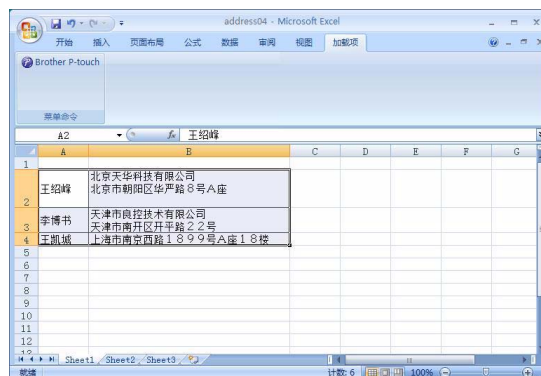 address04 - Microsoft Excel
开始 插入 页面布局 公式 数据 审阅 视图 加载项
Brother P-touch
菜单命令
A2 fx 王绍峰
A B C D E F G
1
王绍峰 北京天华科技有限公司
2 北京市朝阳区华严路8号A座
李博书 天津市良控技术有限公司
3 天津市南开区开平路22号
4 王凯城 上海市南京西路1899号A座18楼
5
6
7
8
9
10
11
12
Sheet1 Sheet2 Sheet3
就绪 计数: 6 100%